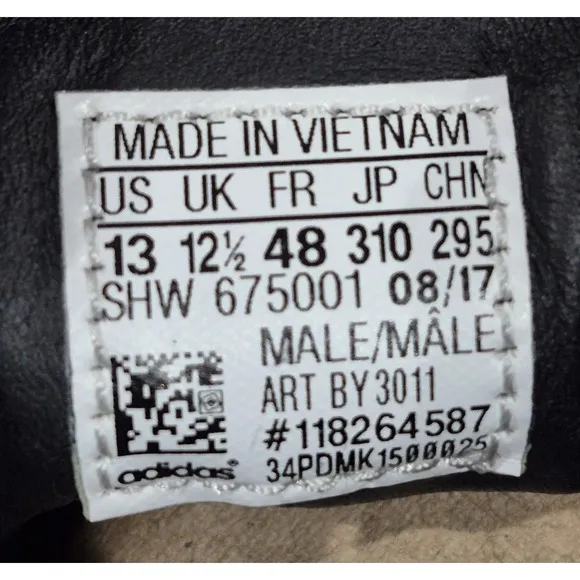 MADE IN VIETNAM
US UK FR JP CHN
13 12½ 48 310 295
SHW 675001 08/17
MALE/MÂLE
ART BY3011
#118264587
adidas 34PDMK1500025